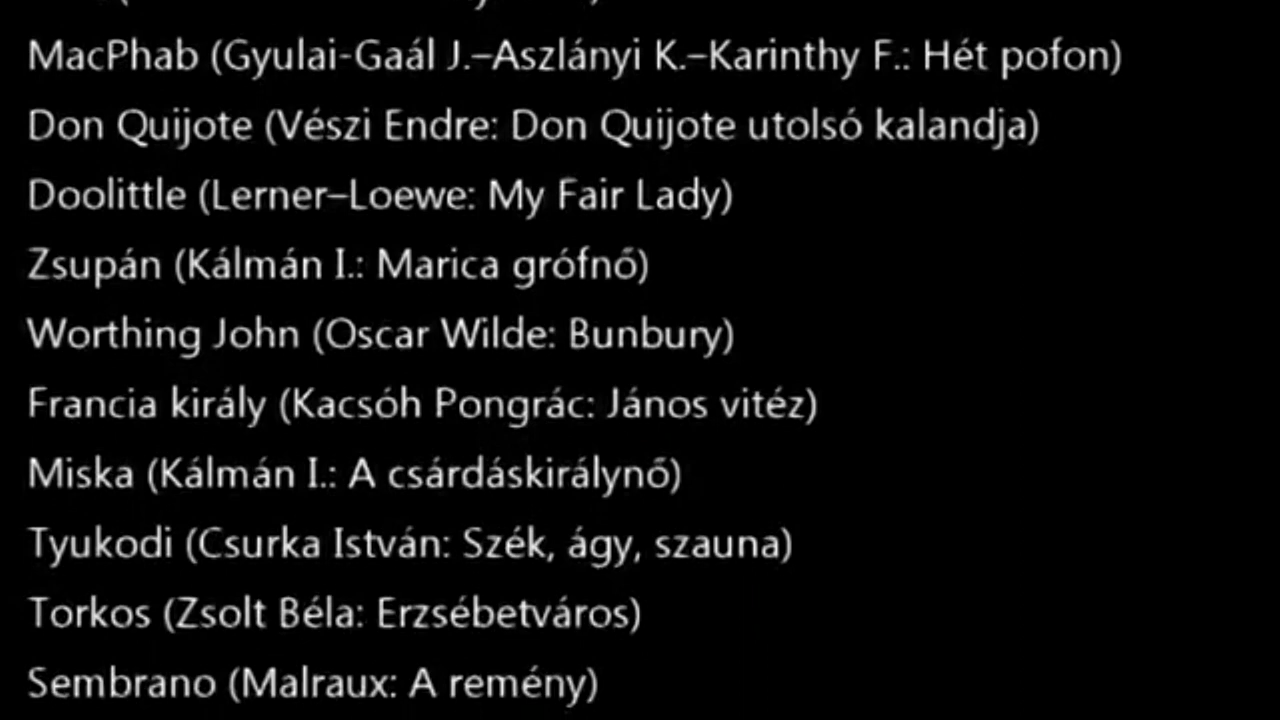 MacPhab (Gyulai-Gaál J.–Aszlányi K.–Karinthy F.: Hét pofon)
Don Quijote (Vészi Endre: Don Quijote utolsó kalandja)
Doolittle (Lerner–Loewe: My Fair Lady)
Zsupán (Kálmán I.: Marica grófnő)
Worthing John (Oscar Wilde: Bunbury)
Francia király (Kacsóh Pongrác: János vitéz)
Miska (Kálmán I.: A csárdáskirálynő)
Tyukodi (Csurka István: Szék, ágy, szauna)
Torkos (Zsolt Béla: Erzsébetváros)
Sembrano (Malraux: A remény)